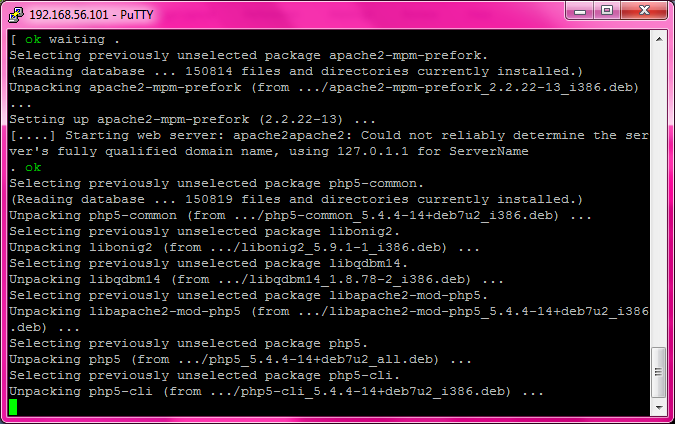 192.168.56.101 - PuTTY
[ ok waiting .
Selecting previously unselected package apache2-mpm-prefork.
(Reading database ... 150814 files and directories currently installed.)
Unpacking apache2-mpm-prefork (from .../apache2-mpm-prefork_2.2.22-13_i386.deb)
...
Setting up apache2-mpm-prefork (2.2.22-13) ...
[....] Starting web server: apache2apache2: Could not reliably determine the ser
ver's fully qualified domain name, using 127.0.1.1 for ServerName
. ok
Selecting previously unselected package php5-common.
(Reading database ... 150819 files and directories currently installed.)
Unpacking php5-common (from .../php5-common_5.4.4-14+deb7u2_i386.deb) ...
Selecting previously unselected package libonig2.
Unpacking libonig2 (from .../libonig2_5.9.1-1_i386.deb) ...
Selecting previously unselected package libqdbm14.
Unpacking libqdbm14 (from .../libqdbm14_1.8.78-2_i386.deb) ...
Selecting previously unselected package libapache2-mod-php5.
Unpacking libapache2-mod-php5 (from .../libapache2-mod-php5_5.4.4-14+deb7u2_i386
.deb) ...
Selecting previously unselected package php5.
Unpacking php5 (from .../php5_5.4.4-14+deb7u2_all.deb) ...
Selecting previously unselected package php5-cli.
Unpacking php5-cli (from .../php5-cli_5.4.4-14+deb7u2_i386.deb) ...